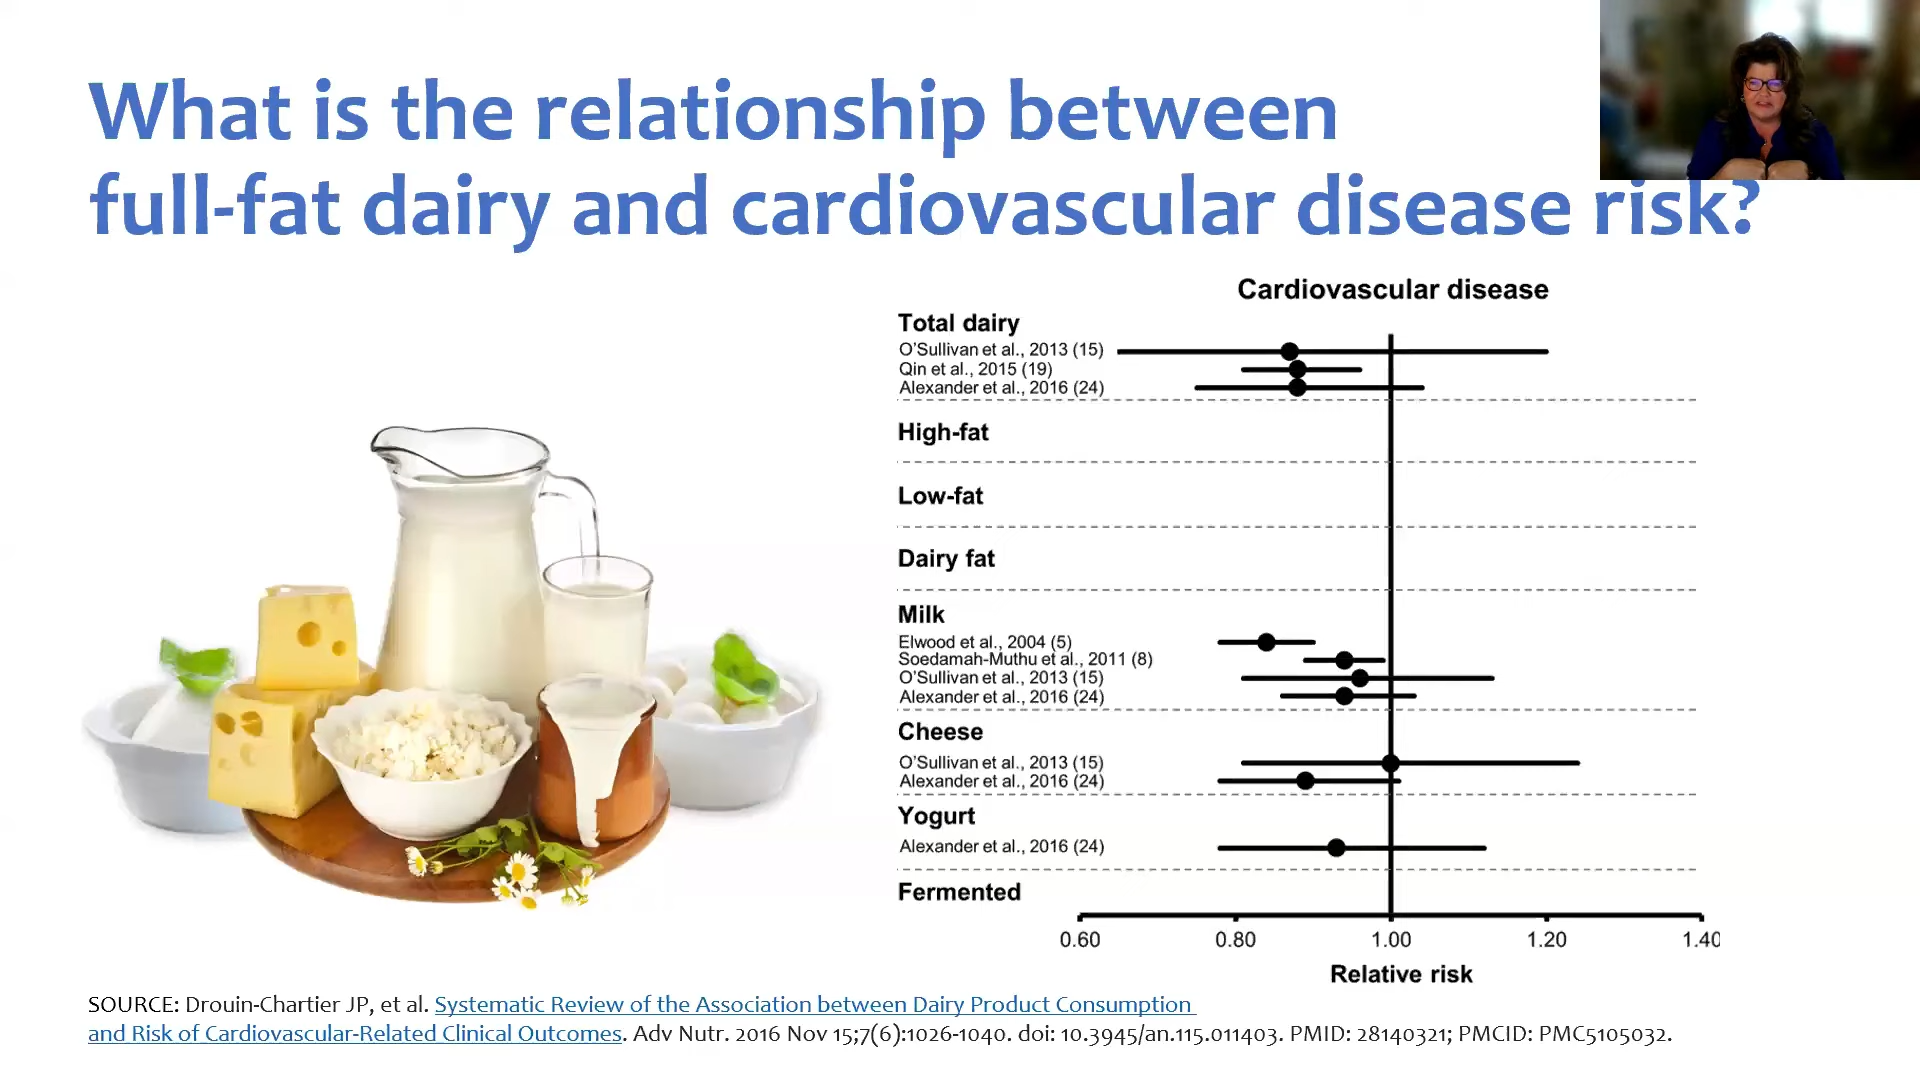 What is the relationship between
full-fat dairy and cardiovascular disease risk?
Cardiovascular disease
Total dairy
O'Sullivan et al., 2013 (15)
Qin et al., 2015 (19)
Alexander et al., 2016 (24)
High-fat
Low-fat
Dairy fat
Milk
Elwood et al., 2004 (5)
Soedamah-Muthu et al., 2011 (8)
O'Sullivan et al., 2013 (15)
Alexander et al., 2016 (24)
Cheese
O'Sullivan et al., 2013 (15)
Alexander et al., 2016 (24)
Yogurt
Alexander et al., 2016 (24)
Fermented
0.60 0.80 1.00 1.20 1.40
Relative risk
SOURCE: Drouin-Chartier JP, et al. Systematic Review of the Association between Dairy Product Consumption
and Risk of Cardiovascular-Related Clinical Outcomes. Adv Nutr. 2016 Nov 15;7(6):1026-1040. doi: 10.3945/an.115.011403. PMID: 28140321; PMCID: PMC5105032.